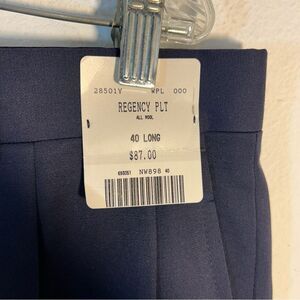 28501Y WPL 000
REGENCY PLT
ALL WOOL
40 LONG
$87.00
NW898 40